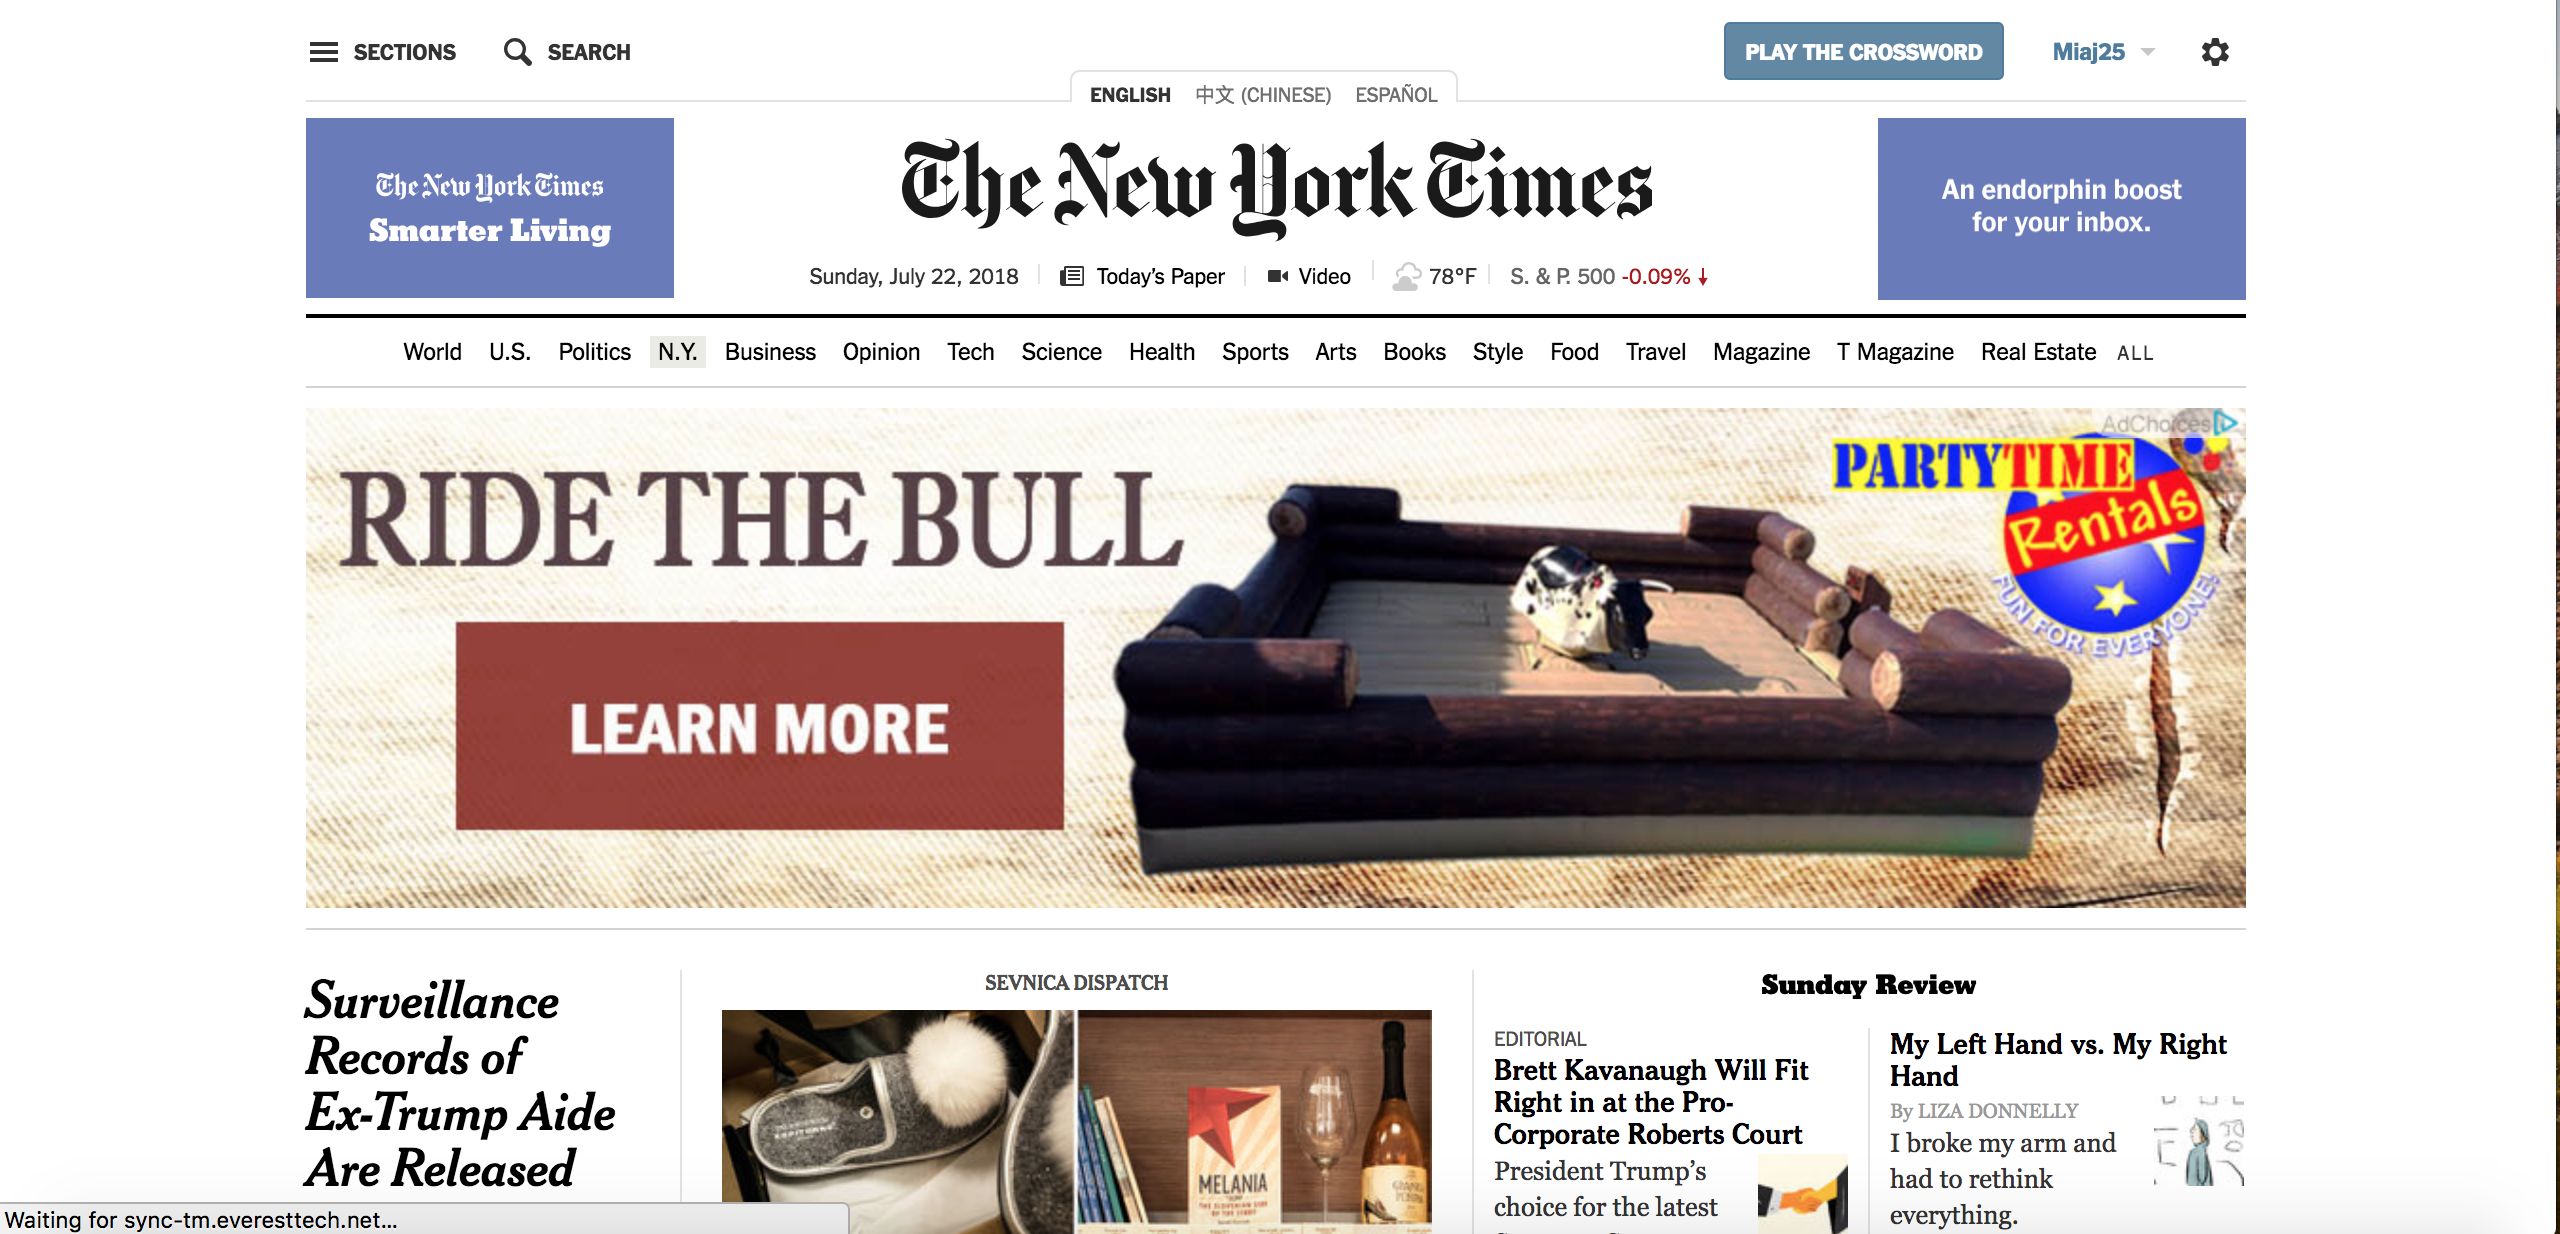 SECTIONS SEARCH
PLAY THE CROSSWORD
Miaj25
ENGLISH 中文 (CHINESE) ESPAÑOL
The New York Times
Smarter Living
The New York Times
An endorphin boost
for your inbox.
Sunday, July 22, 2018 Today's Paper Video 78°F S. & P. 500 -0.09% ↓
World U.S. Politics N.Y. Business Opinion Tech Science Health Sports Arts Books Style Food Travel Magazine T Magazine Real Estate ALL
AdChoices
RIDE THE BULL
LEARN MORE
PARTYTIME
Rentals
FUN FOR EVERYONE!
Surveillance
Records of
Ex-Trump Aide
Are Released
SEVNICA DISPATCH
MELANIA
Sunday Review
EDITORIAL
Brett Kavanaugh Will Fit
Right in at the Pro-
Corporate Roberts Court
President Trump's
choice for the latest
My Left Hand vs. My Right
Hand
By LIZA DONNELLY
I broke my arm and
had to rethink
everything.
Waiting for sync-tm.everesttech.net...